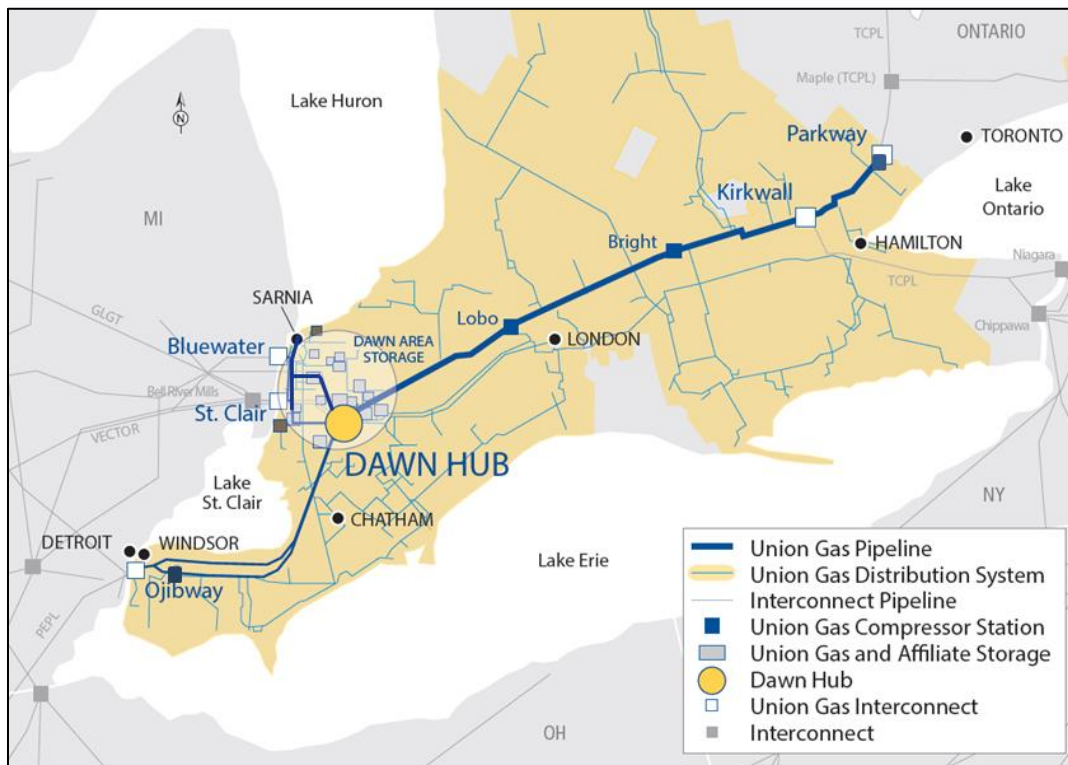 TCPL
ONTARIO
Maple (TCPL)
Lake Huron
N
Parkway
TORONTO
Lake
Ontario
Kirkwall
MI
Bright
HAMILTON
Niagara
TCPL
SARNIA
GLGT
Lobo
Chippawa
Bluewater
DAWN AREA
STORAGE
LONDON
Bell River Mills
St. Clair
VECTOR
DAWN HUB
Lake
St. Clair
NY
CHATHAM
DETROIT
WINDSOR
Lake Erie
Ojibway
PEPL
OH
Union Gas Pipeline
Union Gas Distribution System
Interconnect Pipeline
Union Gas Compressor Station
Union Gas and Affiliate Storage
Dawn Hub
Union Gas Interconnect
Interconnect